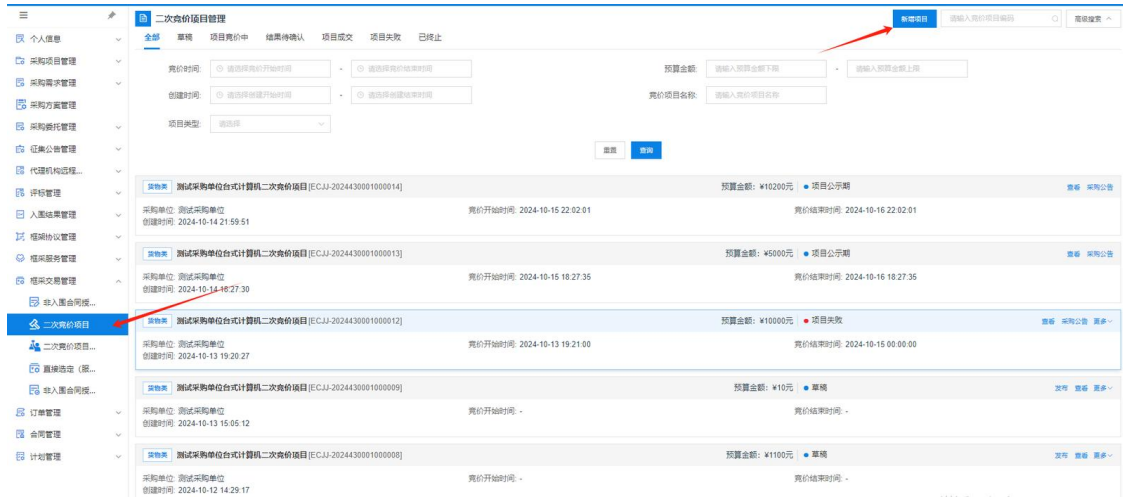 二次竞价项目管理
新增项目
请输入竞价项目编码
高级搜索
个人信息
采购项目管理
采购需求管理
采购方案管理
采购委托管理
征集公告管理
代理机构远程...
评标管理
入围结果管理
框架协议管理
框采服务管理
框采交易管理
非入围合同授...
二次竞价项目
二次竞价项目...
直接选定（服...
非入围合同授...
订单管理
合同管理
计划管理
全部 草稿 项目竞价中 结果待确认 项目成交 项目失败 已终止
竞价时间: 请选择竞价开始时间 - 请选择竞价结束时间 预算金额: 请输入预算金额下限 - 请输入预算金额上限
创建时间: 请选择创建开始时间 - 请选择创建结束时间 竞价项目名称: 请输入竞价项目名称
项目类型: 请选择
重置 查询
货物类 测试采购单位台式计算机二次竞价项目[ECJJ-2024430001000014] 预算金额: ¥10200元 项目公示期 查看 采购公告
采购单位: 测试采购单位 竞价开始时间: 2024-10-15 22:02:01 竞价结束时间: 2024-10-16 22:02:01
创建时间: 2024-10-14 21:59:51
货物类 测试采购单位台式计算机二次竞价项目[ECJJ-2024430001000013] 预算金额: ¥5000元 项目公示期 查看 采购公告
采购单位: 测试采购单位 竞价开始时间: 2024-10-15 18:27:35 竞价结束时间: 2024-10-16 18:27:35
创建时间: 2024-10-14 18:27:30
货物类 测试采购单位台式计算机二次竞价项目[ECJJ-2024430001000012] 预算金额: ¥10000元 项目失败 查看 采购公告 更多
采购单位: 测试采购单位 竞价开始时间: 2024-10-13 19:21:00 竞价结束时间: 2024-10-15 00:00:00
创建时间: 2024-10-13 19:20:27
货物类 测试采购单位台式计算机二次竞价项目[ECJJ-2024430001000009] 预算金额: ¥10元 草稿 发布 查看 更多
采购单位: 测试采购单位 竞价开始时间: - 竞价结束时间: -
创建时间: 2024-10-13 15:05:12
货物类 测试采购单位台式计算机二次竞价项目[ECJJ-2024430001000008] 预算金额: ¥1100元 草稿 发布 查看 更多
采购单位: 测试采购单位 竞价开始时间: - 竞价结束时间: -
创建时间: 2024-10-12 14:29:17